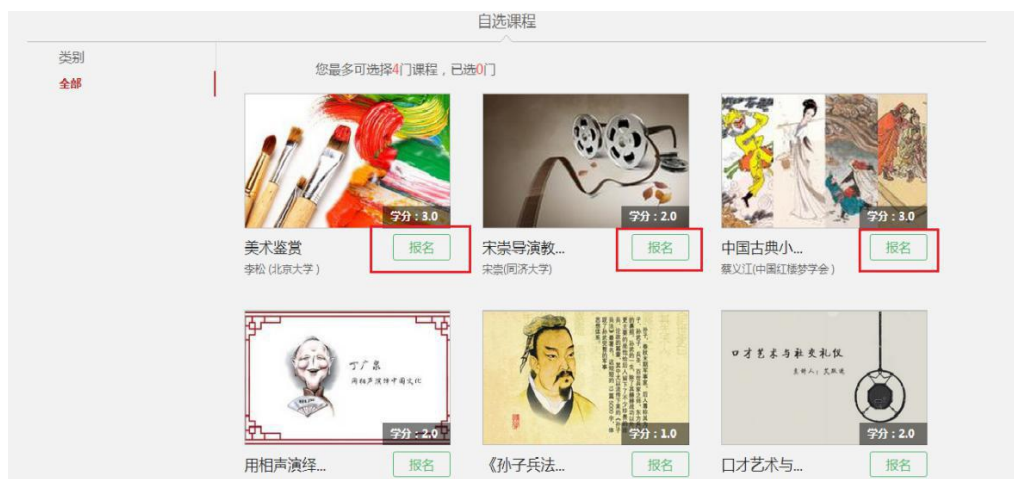 自选课程
类别
全部
您最多可选择4门课程，已选0门
学分：3.0
学分：2.0
学分：3.0
美术鉴赏
报名
李松 (北京大学 )
宋崇导演教...
报名
宋崇(同济大学)
中国古典小...
报名
蔡义江(中国红楼梦学会 )
丁广泉
用相声演绎中国文化
学分：2.0
学分：1.0
口才艺术与社交礼仪
学分：2.0
用相声演绎...
报名
《孙子兵法...
报名
口才艺术与...
报名